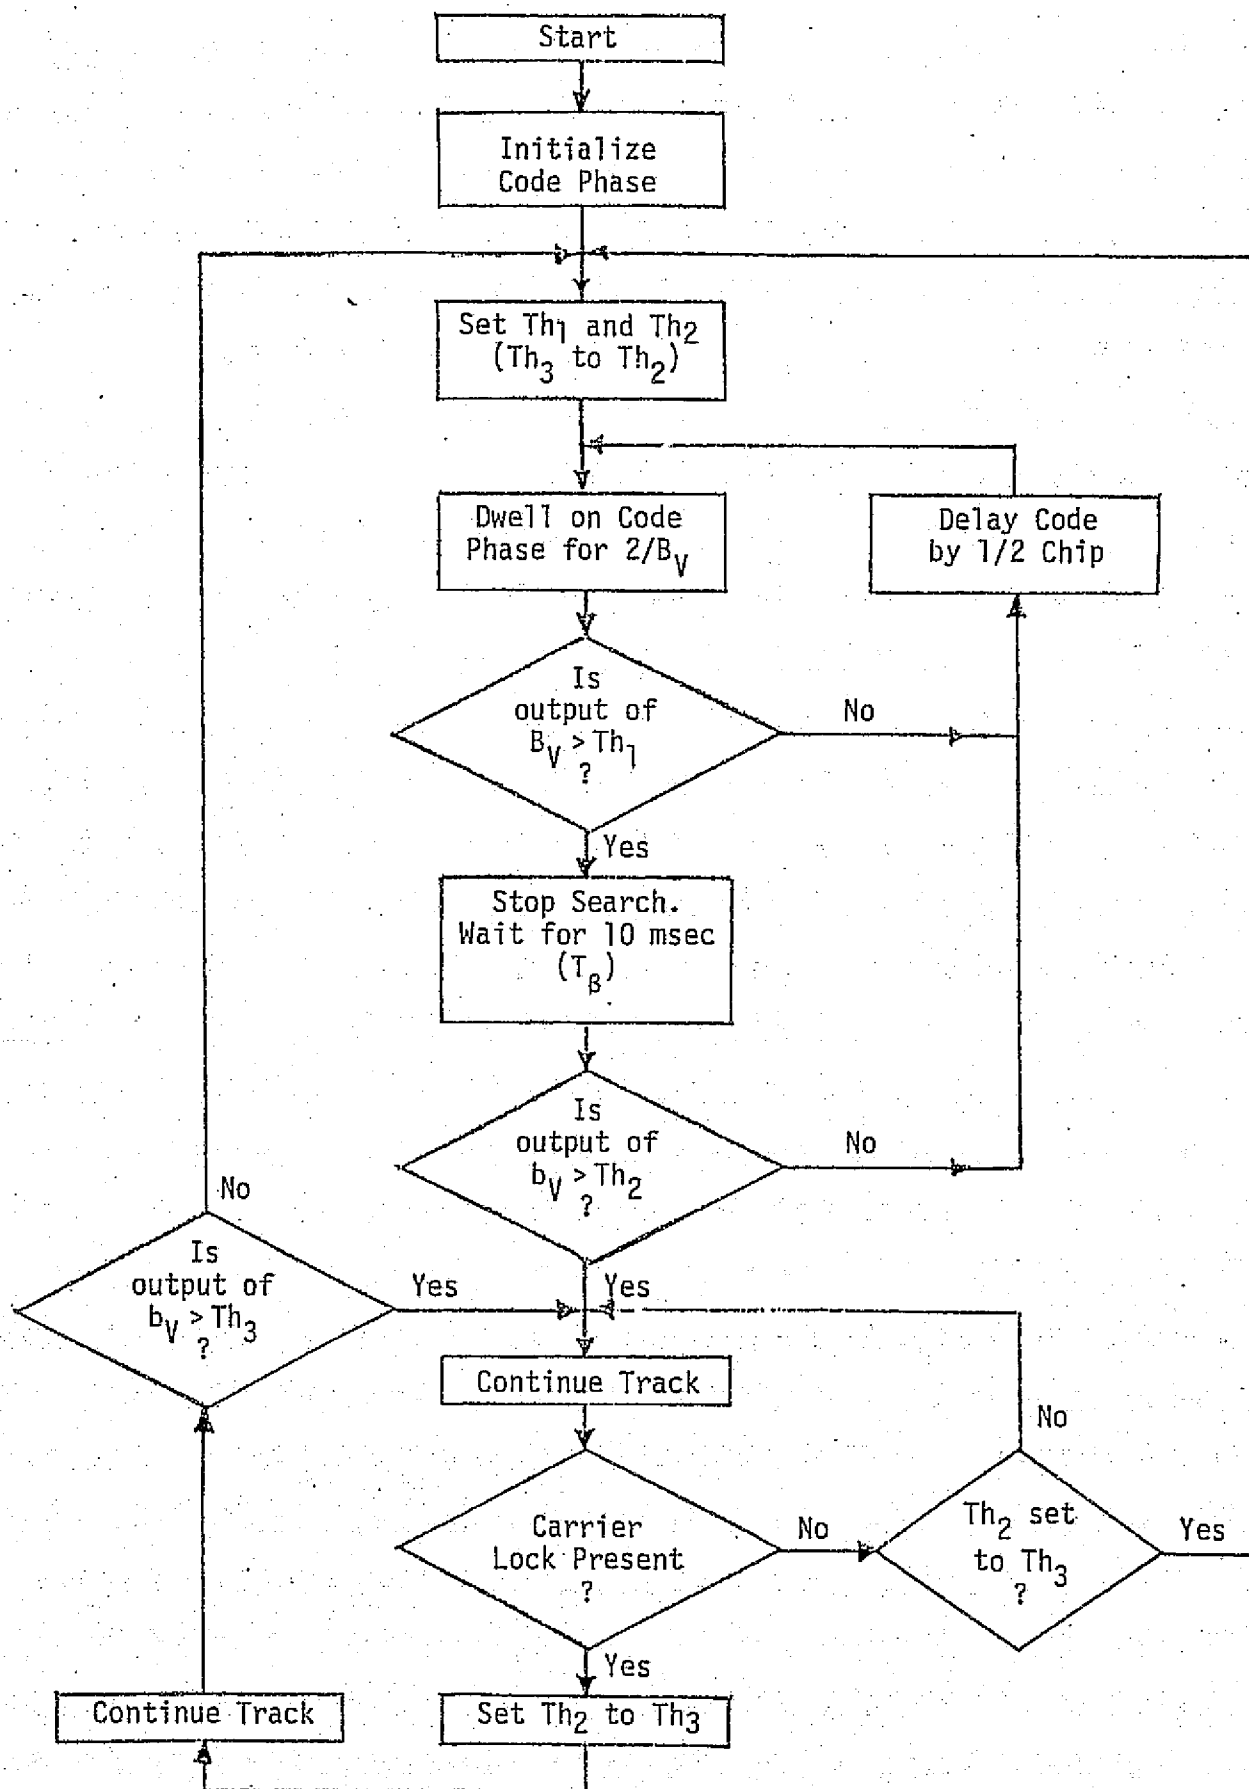 Start
Initialize
Code Phase
Set Th1 and Th2
(Th3 to Th2)
Dwell on Code
Phase for 2/BV
Delay Code
by 1/2 Chip
Is
output of
BV > Th1
?
No
Yes
Stop Search.
Wait for 10 msec
(Tβ)
Is
output of
bV > Th2
?
No
Yes
No
Is
output of
bV > Th3
?
Yes
Continue Track
Carrier
Lock Present
?
No
Yes
Th2 set
to Th3
?
No
Yes
Continue Track
Set Th2 to Th3